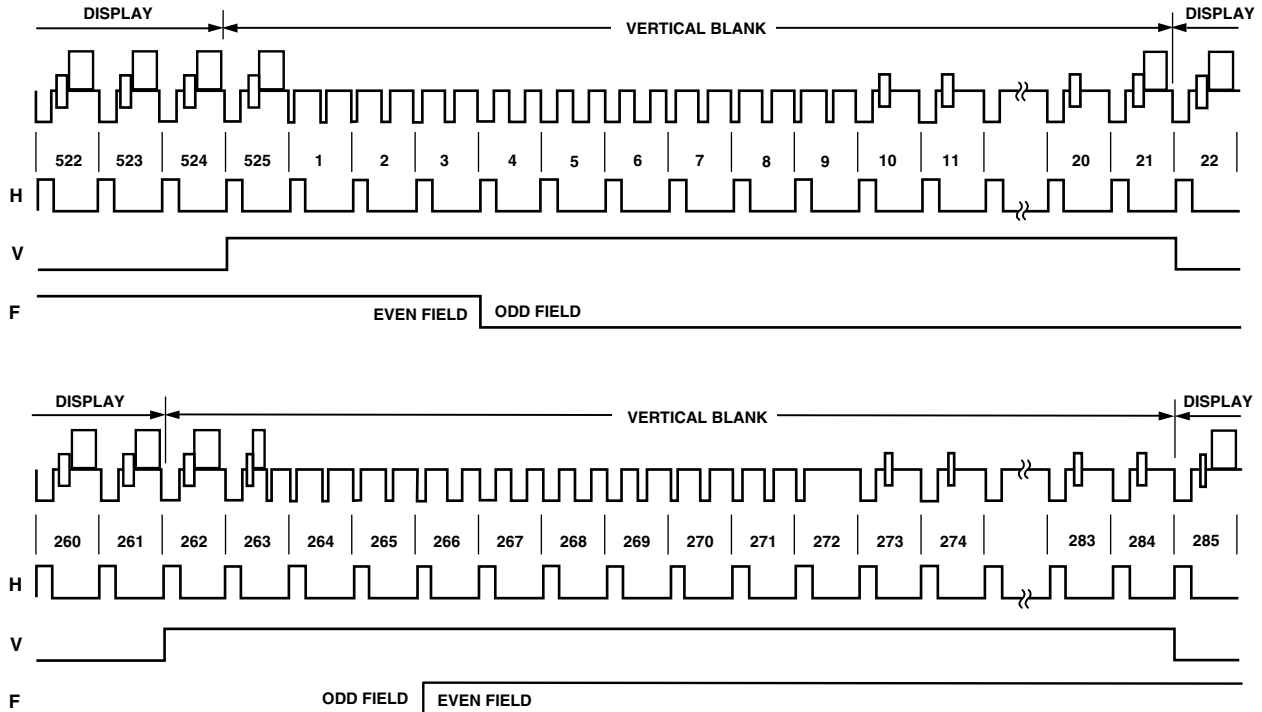 DISPLAY VERTICAL BLANK DISPLAY
522 523 524 525 1 2 3 4 5 6 7 8 9 10 11 20 21 22
H
V
F EVEN FIELD ODD FIELD
DISPLAY VERTICAL BLANK DISPLAY
260 261 262 263 264 265 266 267 268 269 270 271 272 273 274 283 284 285
H
V
F ODD FIELD EVEN FIELD